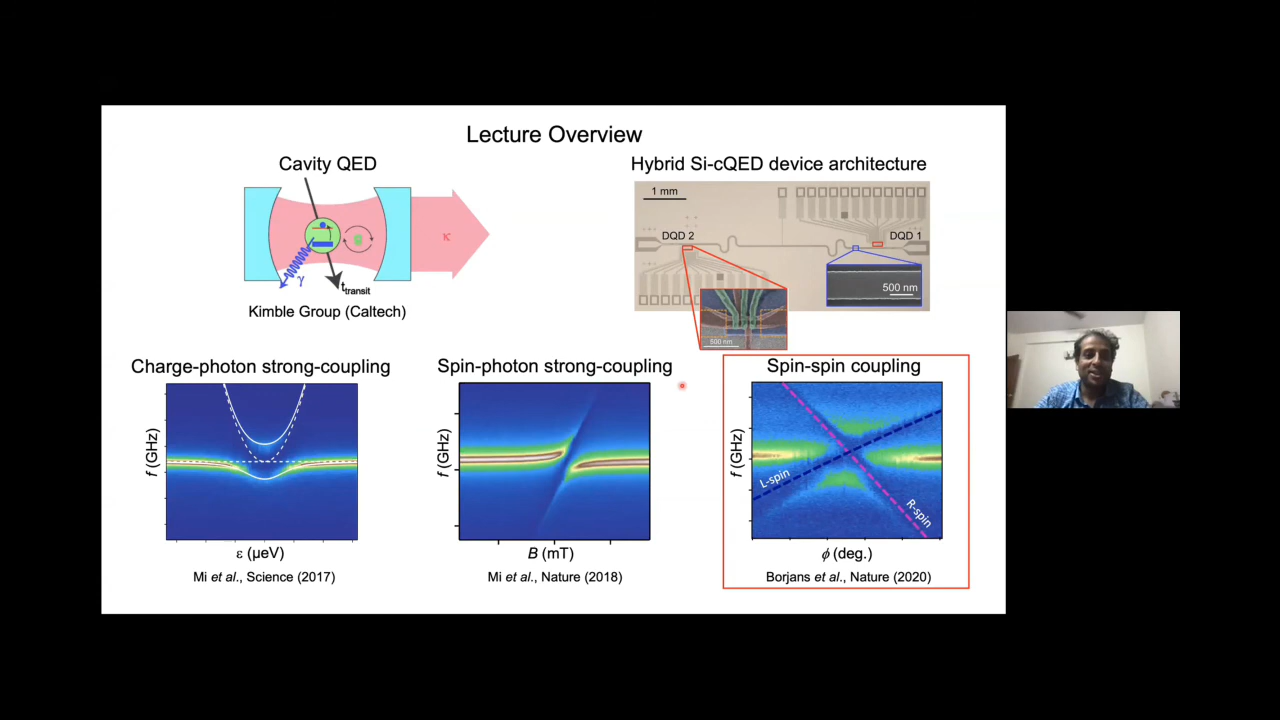 Lecture Overview
Cavity QED
κ
γ
t transit
Kimble Group (Caltech)
Hybrid Si-cQED device architecture
1 mm
DQD 2
DQD 1
500 nm
500 nm
Charge-photon strong-coupling
f (GHz)
ε (µeV)
Mi et al., Science (2017)
Spin-photon strong-coupling
f (GHz)
B (mT)
Mi et al., Nature (2018)
Spin-spin coupling
f (GHz)
L-spin
R-spin
ϕ (deg.)
Borjans et al., Nature (2020)